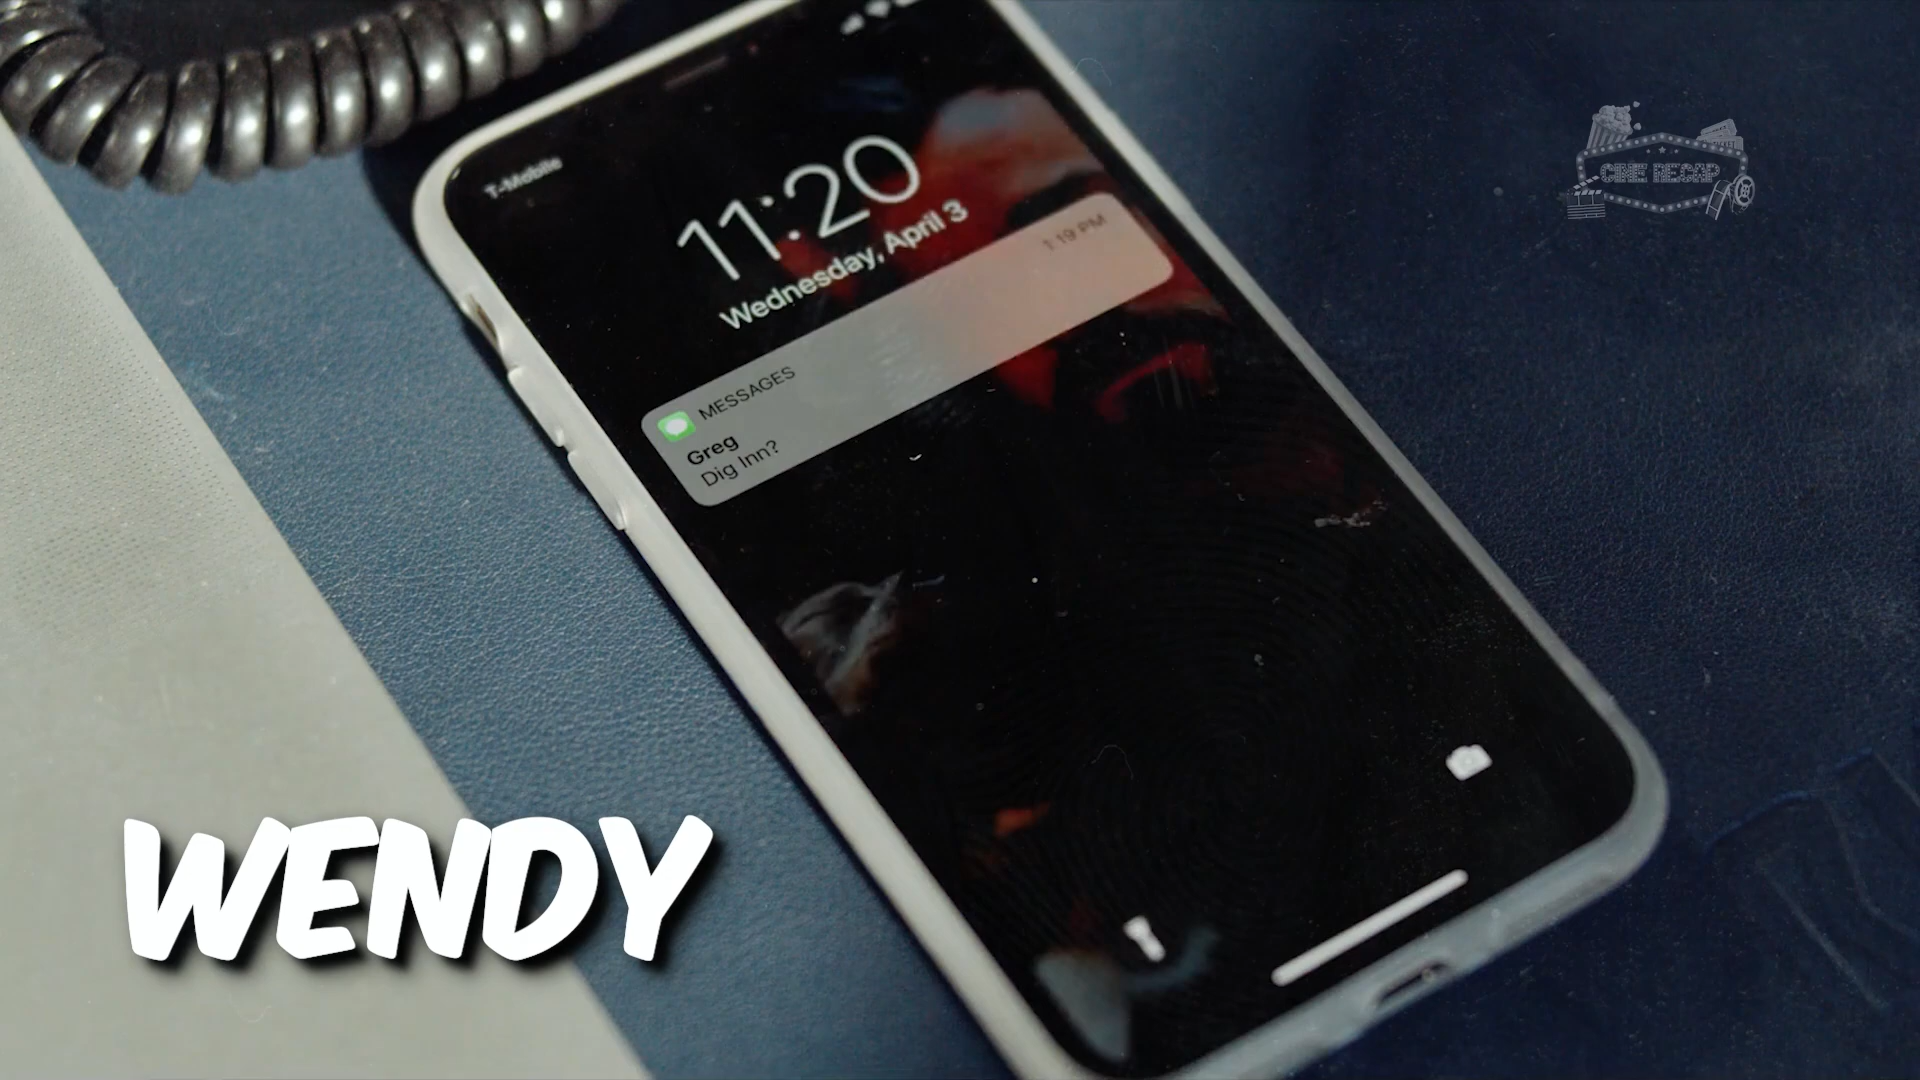 T-Mobile
11:20
Wednesday, April 3
MESSAGES
1:19 PM
Greg
Dig Inn?
CINE RECAP
WENDY